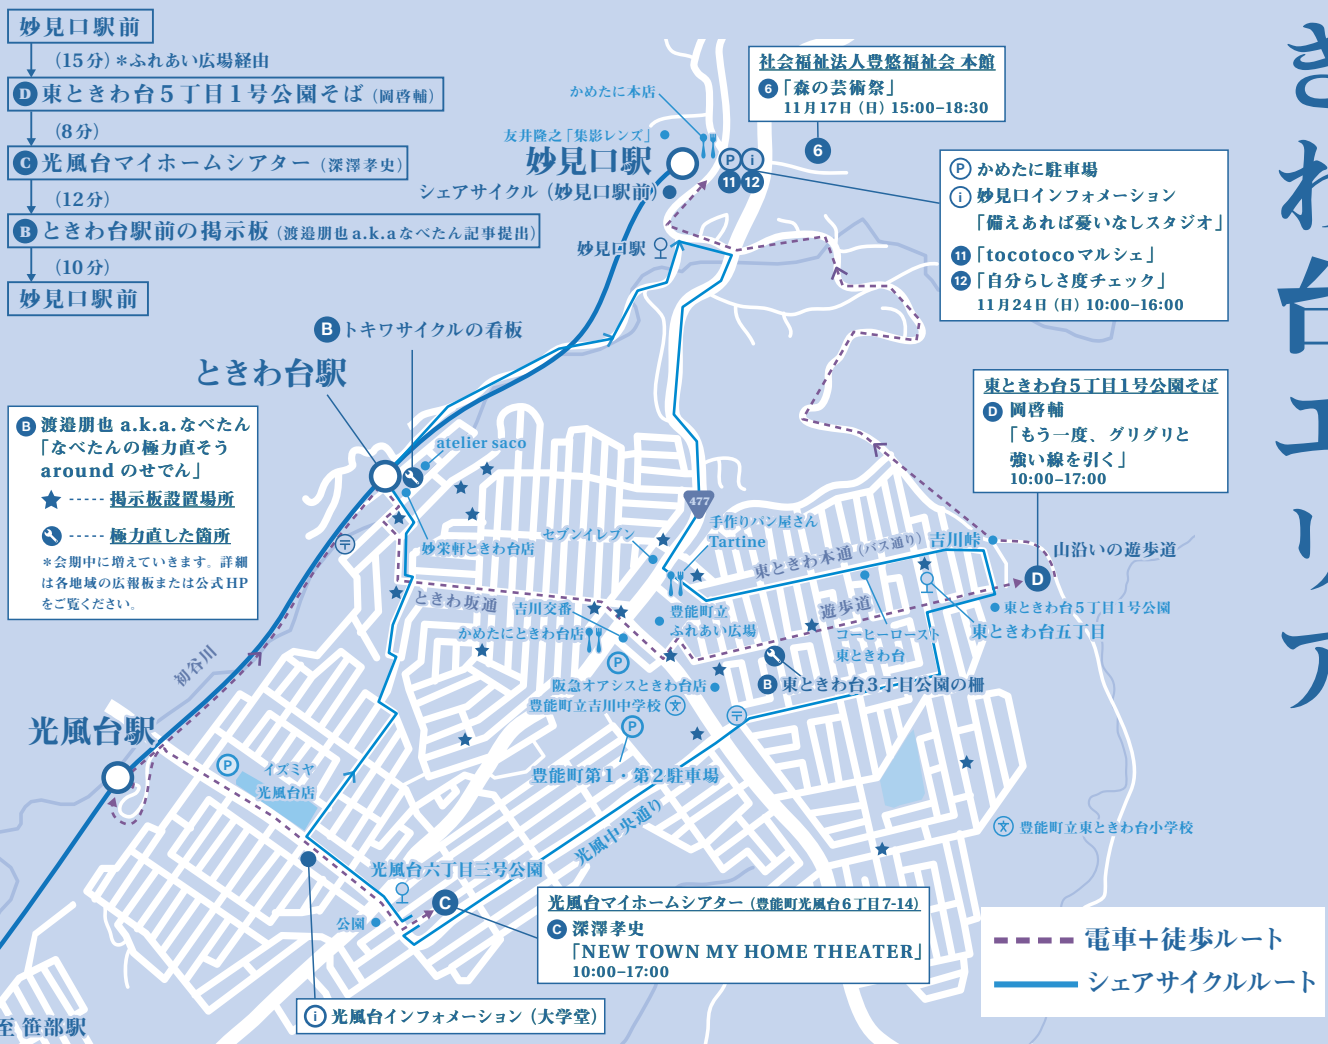 妙見口駅前
(15分)＊ふれあい広場経由
D 東ときわ台5丁目1号公園そば（岡啓輔）
(8分)
C 光風台マイホームシアター（深澤孝史）
(12分)
B ときわ台駅前の掲示板（渡邉朋也 a.k.a なべたん記事提出）
(10分)
妙見口駅前
ときわ台エリア
社会福祉法人豊悠福祉会 本館
6「森の芸術祭」
11月17日（日）15:00–18:30
6
かめたに本店
友井隆之「集影レンズ」
妙見口駅
シェアサイクル（妙見口駅前）
P i
11 12
妙見口駅
P かめたに駐車場
i 妙見口インフォメーション
「備えあれば憂いなしスタジオ」
11「tocotocoマルシェ」
12「自分らしさ度チェック」
11月24日（日）10:00–16:00
B トキワサイクルの看板
ときわ台駅
東ときわ台5丁目1号公園そば
D 岡啓輔
「もう一度、グリグリと
強い線を引く」
10:00–17:00
B 渡邉朋也 a.k.a.なべたん
「なべたんの極力直そう
around のせでん」
掲示板設置場所
極力直した箇所
＊会期中に増えていきます。詳細
は各地域の広報板または公式HP
をご覧ください。
atelier saco
477
セブンイレブン
手作りパン屋さん
Tartine
妙栄軒ときわ台店
東ときわ本通（バス通り）
吉川峠
山沿いの遊歩道
D
ときわ坂通
吉川交番
豊能町立
ふれあい広場
遊歩道
東ときわ台5丁目1号公園
かめたにときわ台店
コーヒーロースト
東ときわ台
東ときわ台五丁目
P
阪急オアシスときわ台店
B 東ときわ台3丁目公園の柵
豊能町立吉川中学校 文
P
初谷川
光風台駅
P
イズミヤ
光風台店
豊能町第1・第2駐車場
光風中央通り
文 豊能町立東ときわ台小学校
光風台六丁目三号公園
C
公園
光風台マイホームシアター（豊能町光風台6丁目7-14）
C 深澤孝史
「NEW TOWN MY HOME THEATER」
10:00–17:00
電車＋徒歩ルート
シェアサイクルルート
i 光風台インフォメーション（大学堂）
至 笹部駅